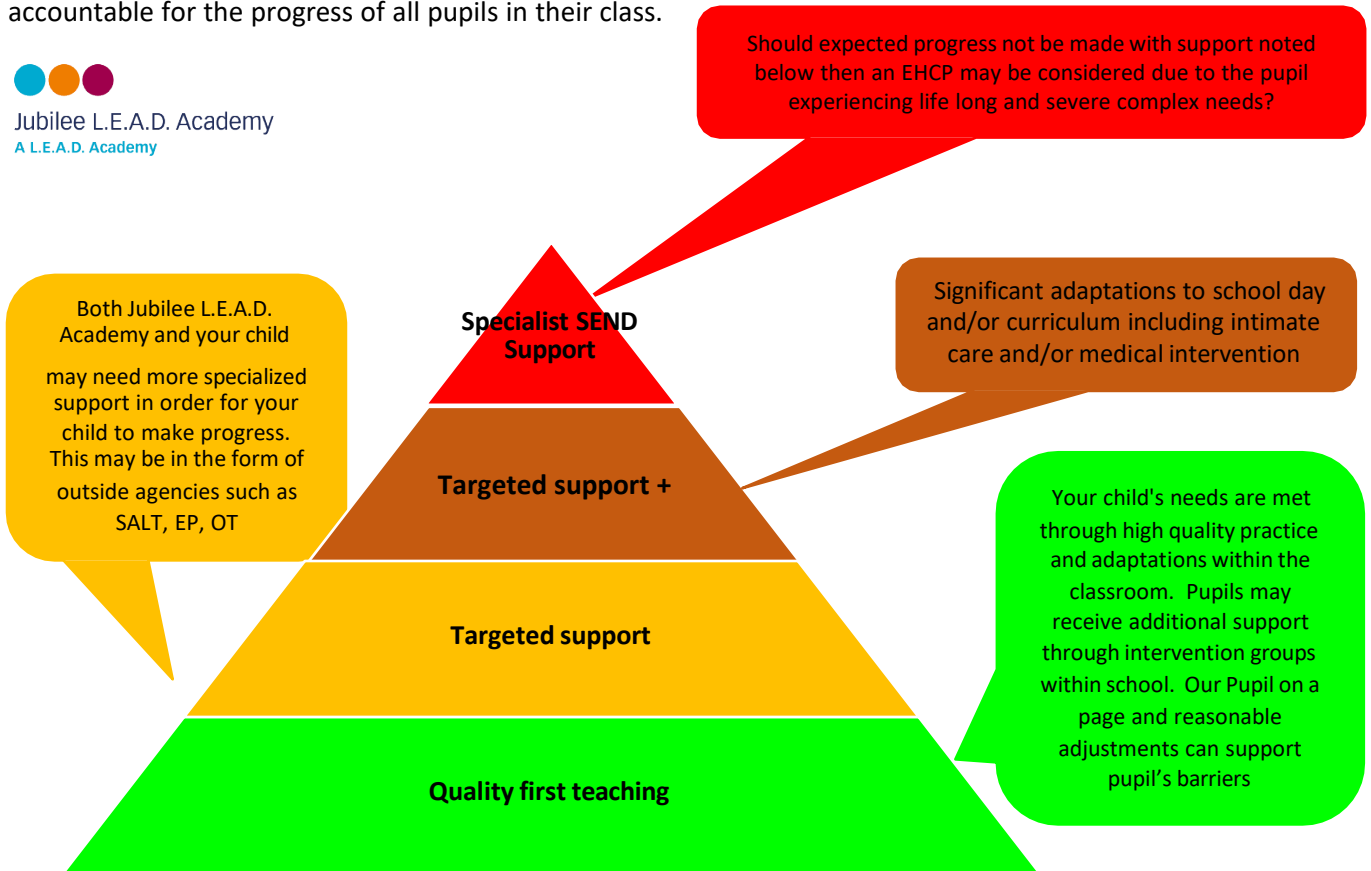 accountable for the progress of all pupils in their class.
Jubilee L.E.A.D. Academy
A L.E.A.D. Academy
Should expected progress not be made with support noted
below then an EHCP may be considered due to the pupil
experiencing life long and severe complex needs?
Specialist SEND
Support
Significant adaptations to school day
and/or curriculum including intimate
care and/or medical intervention
Both Jubilee L.E.A.D.
Academy and your child
may need more specialized
support in order for your
child to make progress.
This may be in the form of
outside agencies such as
SALT, EP, OT
Targeted support +
Your child's needs are met
through high quality practice
and adaptations within the
classroom. Pupils may
receive additional support
through intervention groups
within school. Our Pupil on a
page and reasonable
adjustments can support
pupil’s barriers
Targeted support
Quality first teaching